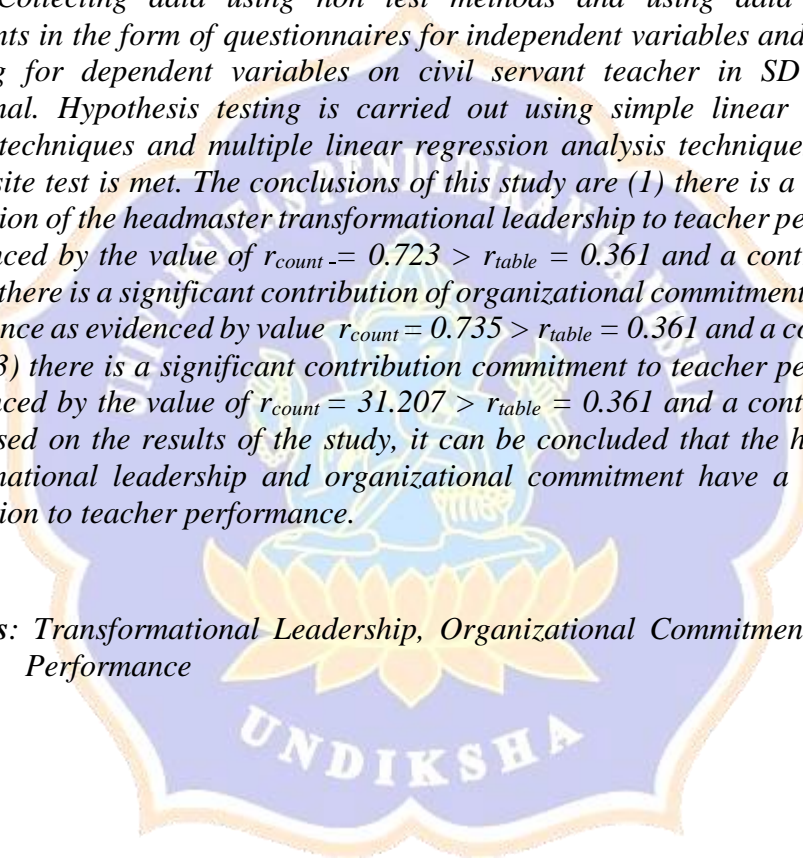 Collecting data using non test methods and using data
nts in the form of questionnaires for independent variables and
g for dependent variables on civil servant teacher in SD
nal. Hypothesis testing is carried out using simple linear
techniques and multiple linear regression analysis technique
site test is met. The conclusions of this study are (1) there is a
ion of the headmaster transformational leadership to teacher pe
nced by the value of rcount = 0.723 > rtable = 0.361 and a cont
there is a significant contribution of organizational commitment
nce as evidenced by value rcount = 0.735 > rtable = 0.361 and a co
3) there is a significant contribution commitment to teacher pe
nced by the value of rcount = 31.207 > rtable = 0.361 and a cont
sed on the results of the study, it can be concluded that the h
national leadership and organizational commitment have a
ion to teacher performance.
s: Transformational Leadership, Organizational Commitmen
Performance
UNDIKSHA